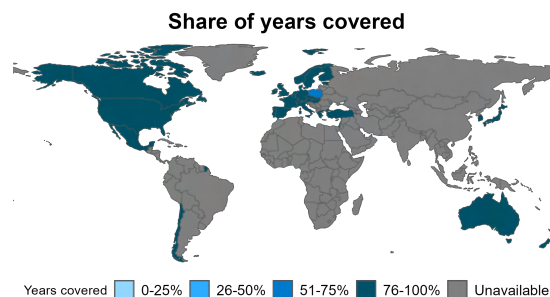 Share of years covered
Years covered 0-25% 26-50% 51-75% 76-100% Unavailable